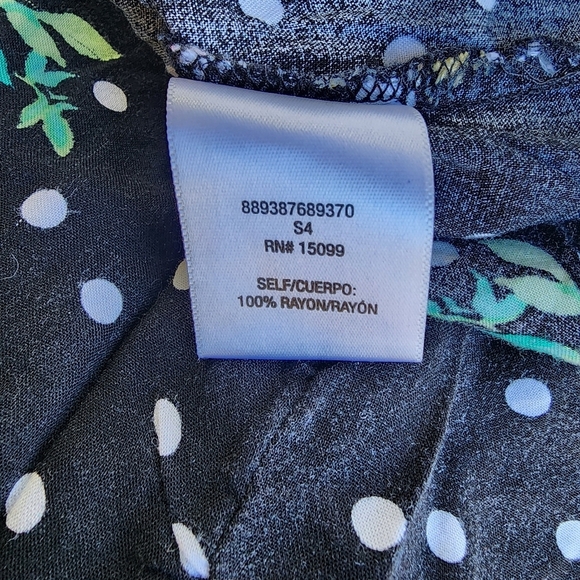 889387689370
S4
RN# 15099
SELF/CUERPO:
100% RAYON/RAYÓN